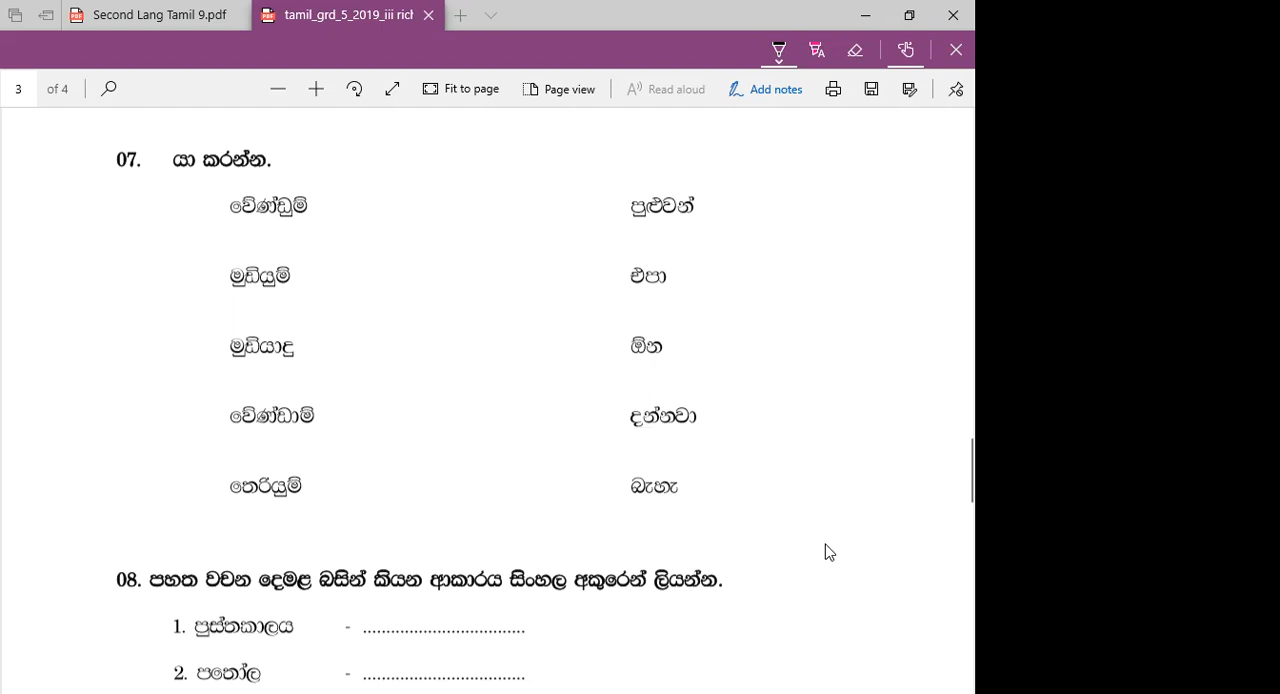 Second Lang Tamil 9.pdf tamil_grd_5_2019_iii rich
3 of 4 Fit to page Page view Read aloud Add notes
07. යා කරන්න.
වේණ්ඩුම් පුළුවන්
මුඩියුම් එපා
මුඩියාදු ඕන
වේණ්ඩාම් දන්නවා
තෙරියුම් බැහැ
08. පහත වචන දෙමළ බසින් කියන ආකාරය සිංහල අකුරෙන් ලියන්න.
1. පුස්තකාලය - ..................................
2. පතෝල - ..................................